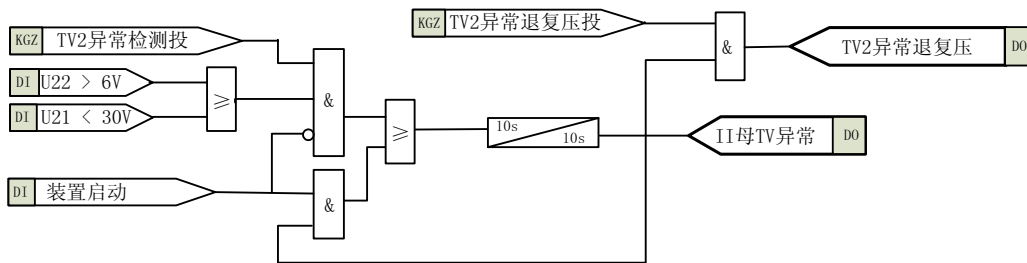 KGZ TV2异常检测投
KGZ TV2异常退复压投
&
TV2异常退复压 DO
DI U22 > 6V
≥
DI U21 < 30V
&
≥
10s
10s
II母TV异常 DO
DI 装置启动
&